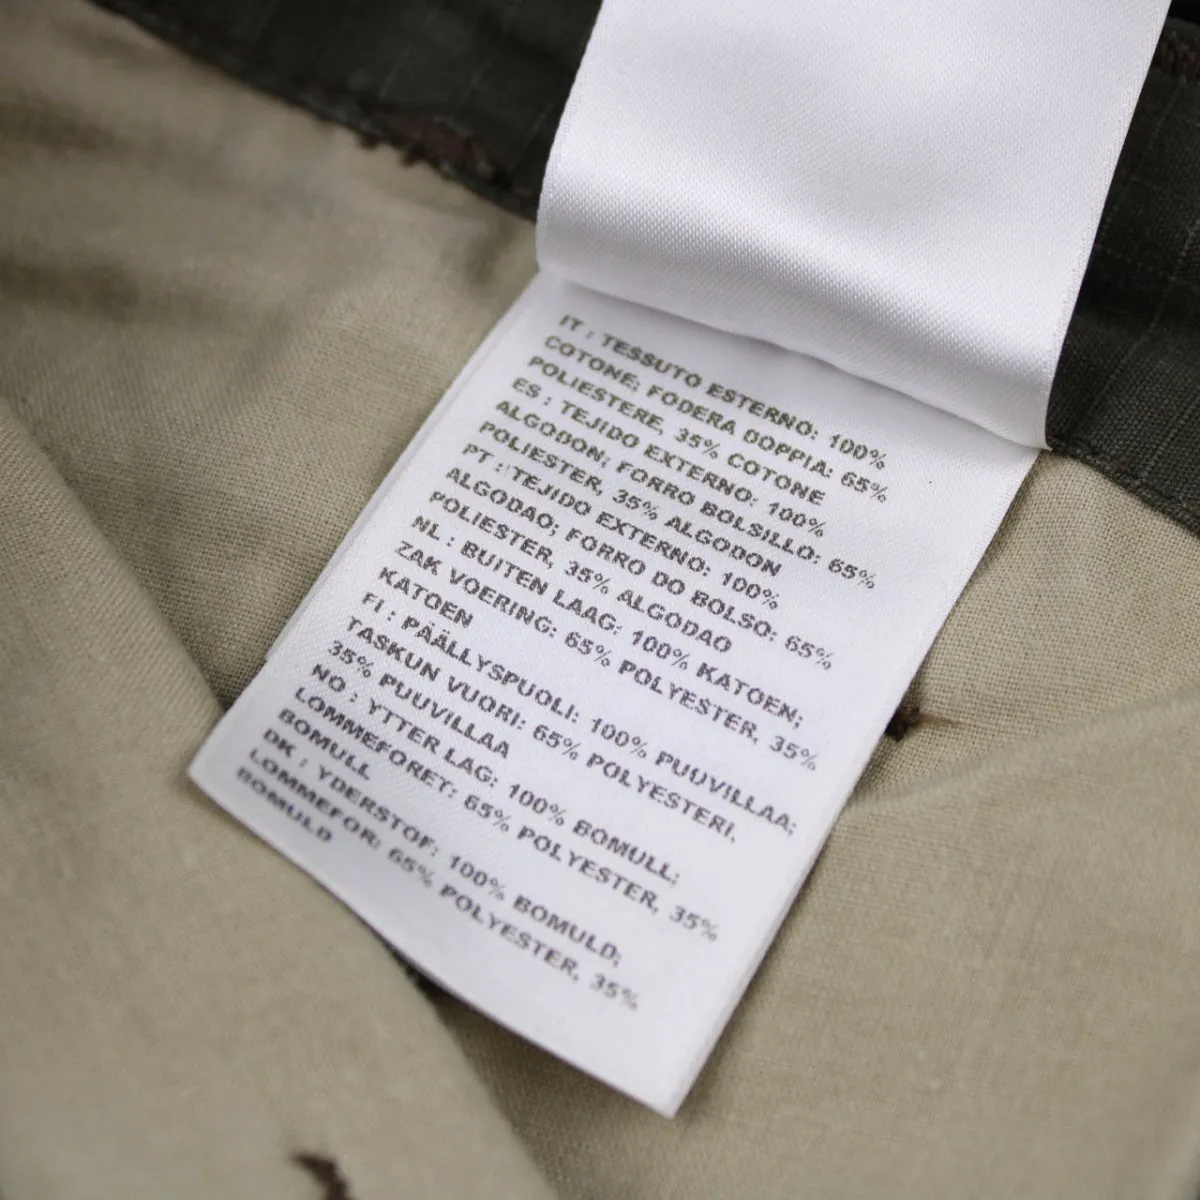 IT : TESSUTO ESTERNO: 100%
COTONE; FODERA DOPPIA: 65%
POLIESTERE, 35% COTONE
ES : TEJIDO EXTERNO: 100%
ALGODON; FORRO BOLSILLO: 65%
POLIESTER, 35% ALGODON
PT : TEJIDO EXTERNO: 100%
ALGODAO; FORRO DO BOLSO: 65%
POLIESTER, 35% ALGODAO
NL : BUITEN LAAG: 100% KATOEN;
ZAK VOERING: 65% POLYESTER, 35%
KATOEN
FI : PÄÄLLYSPUOLI: 100% PUUVILLAA;
TASKUN VUORI: 65% POLYESTERI.
35% PUUVILLAA
NO : YTTER LAG: 100% BOMULL;
LOMMEFORET: 65% POLYESTER, 35%
BOMULL
DK : YDERSTOF: 100% BOMULD;
LOMMEFOR: 65% POLYESTER, 35%
BOMULD